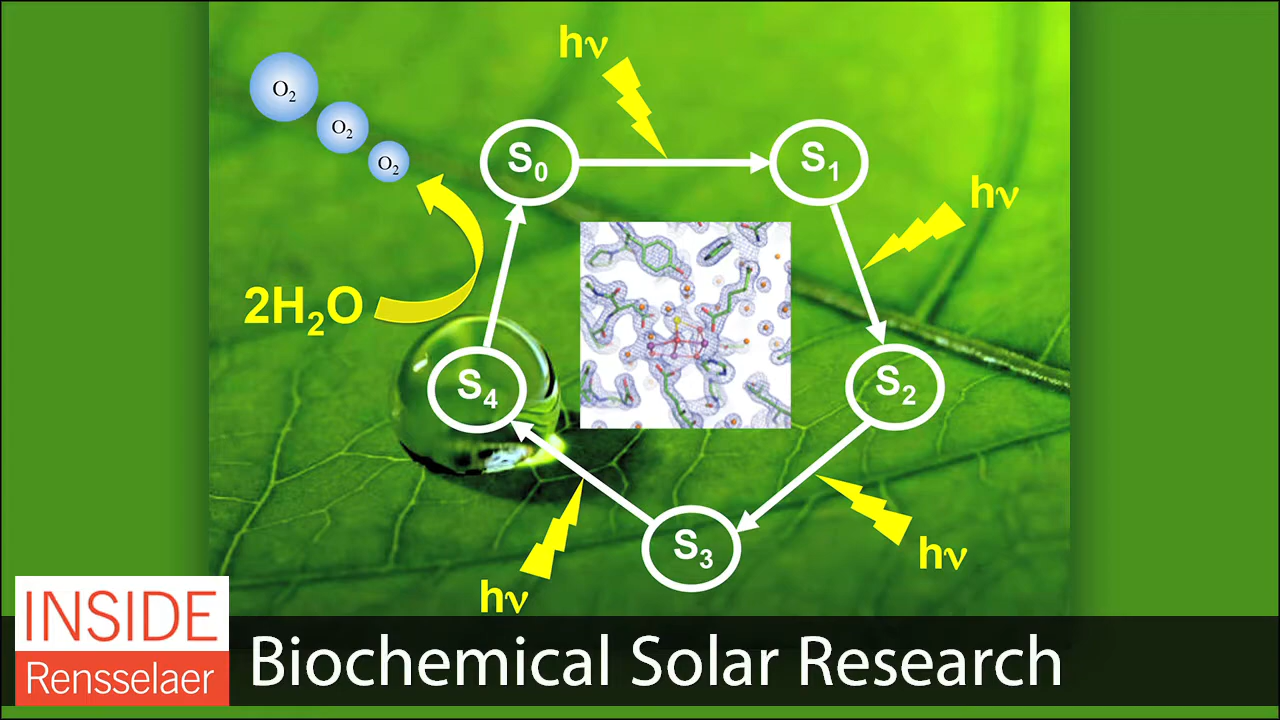 hν
O₂
O₂
O₂
S₀
S₁
hν
2H₂O
S₄
S₂
S₃
hν
hν
INSIDE
Rensselaer
Biochemical Solar Research